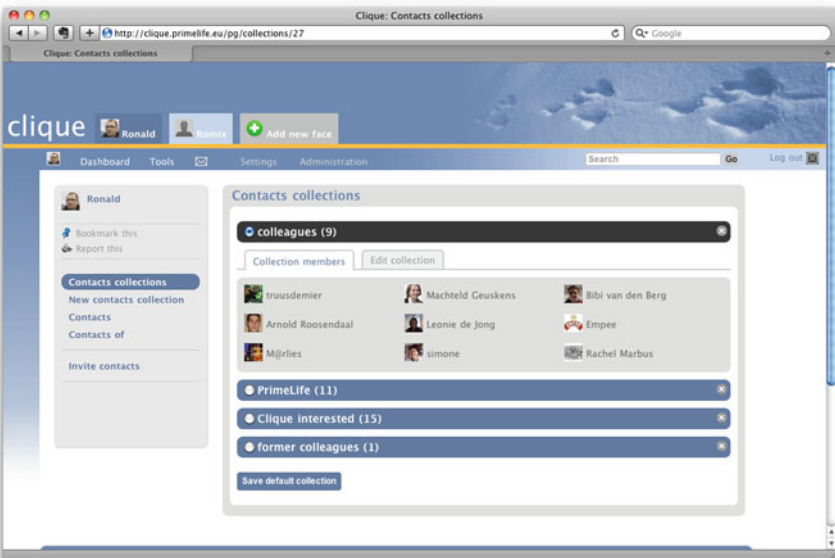 Clique: Contacts collections
http://clique.primelife.eu/pg/collections/27
Google
Clique: Contacts collections
clique
Ronald
Romix
Add new face
Dashboard
Tools
Settings
Administration
Search
Go
Log out
Ronald
Bookmark this
Report this
Contacts collections
New contacts collection
Contacts
Contacts of
Invite contacts
Contacts collections
colleagues (9)
Collection members
Edit collection
truusdemier
Machteld Geuskens
Bibi van den Berg
Arnold Roosendaal
Leonie de Jong
Empee
M@rlies
simone
Rachel Marbus
PrimeLife (11)
Clique interested (15)
former colleagues (1)
Save default collection